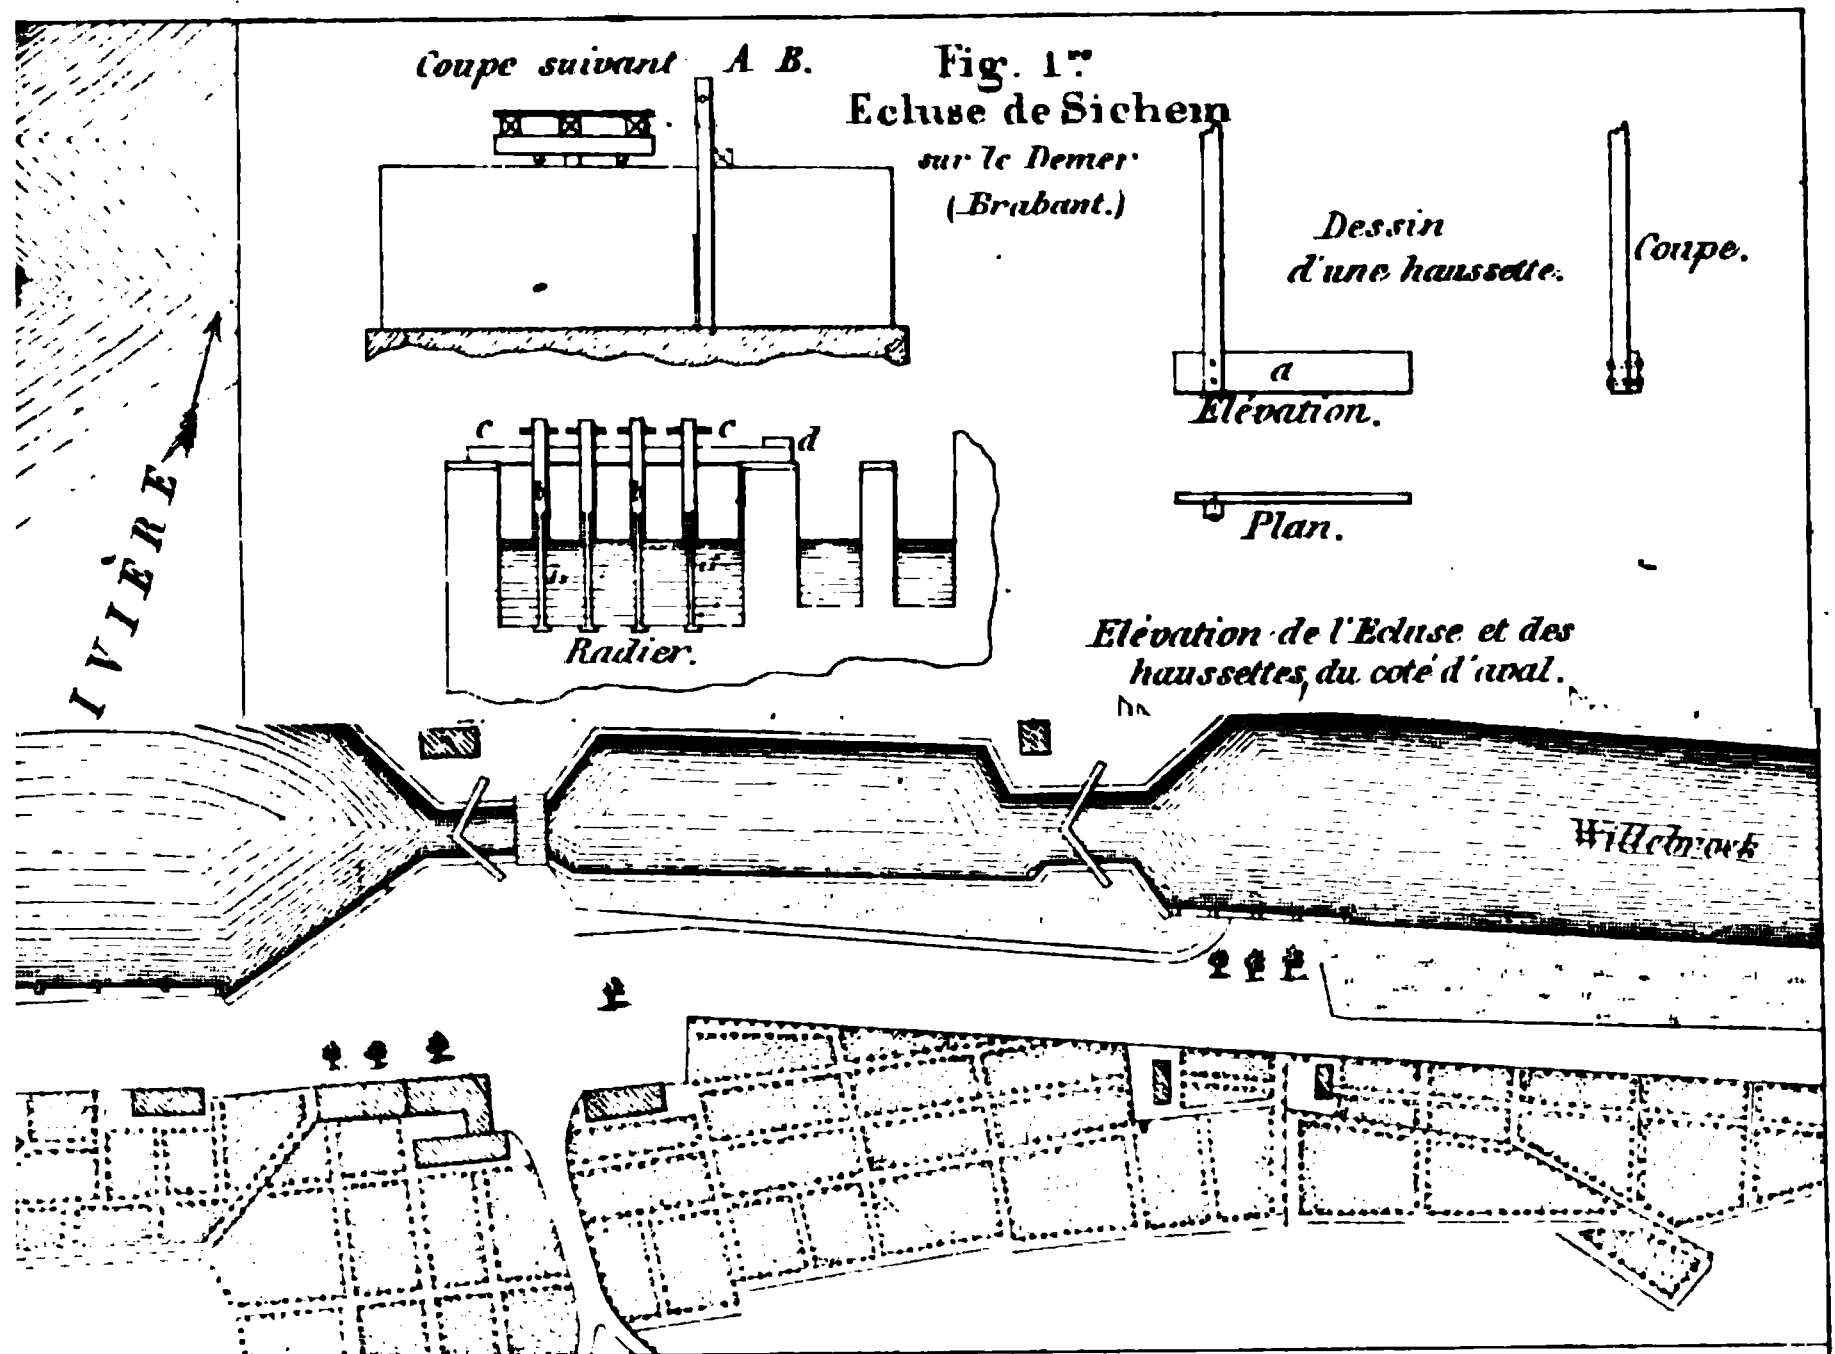 Coupe suivant A B.
Fig. 1re
Ecluse de Sichem
sur le Demer
(Brabant.)
Dessin
d'une haussette.
Coupe.
a
Elévation.
Plan.
c
c
d
Radier.
Elévation de l'Ecluse et des
haussettes, du coté d'aval.
IVIÈRE
Willebroek